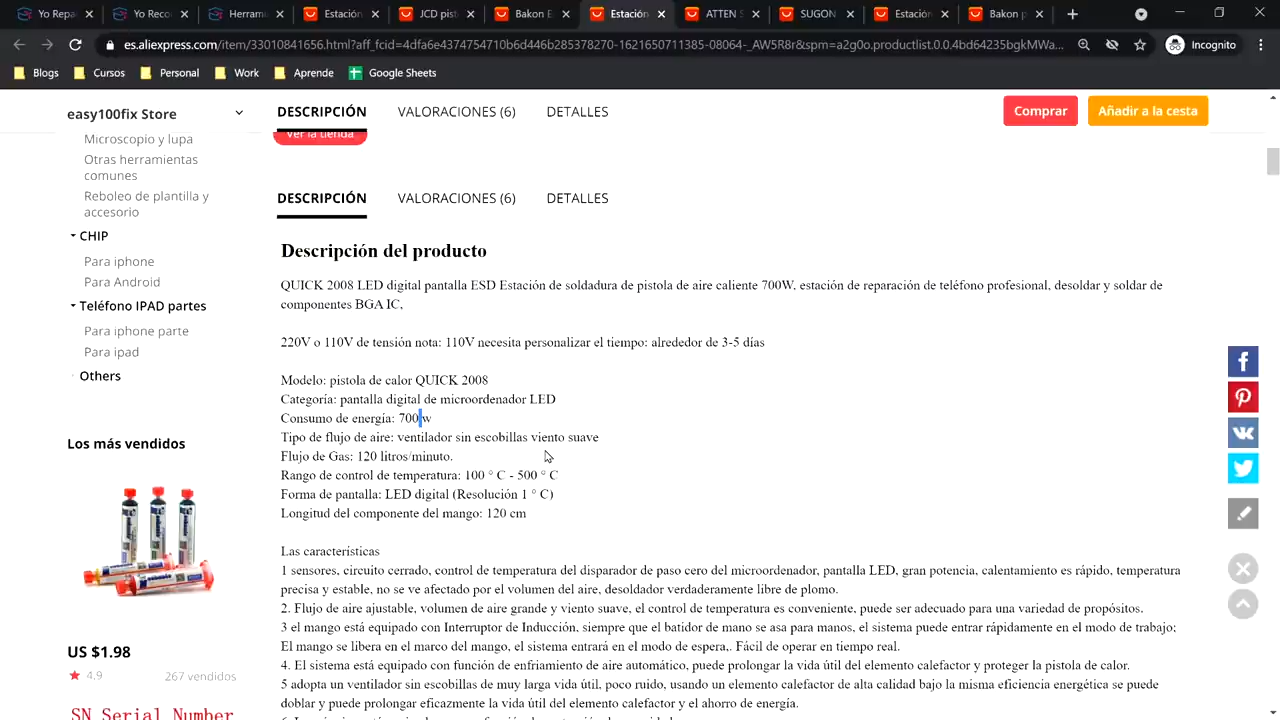 Yo Repa
Yo Reco
Herrami
Estación
JCD pist
Bakon E
Estación
ATTEN S
SUGON
Estación
Bakon p
es.aliexpress.com/item/33010841656.html?aff_fcid=4dfa6e4374754710b6d446b285378270-1621650711385-08064-_AW5R8r&spm=a2g0o.productlist.0.0.4bd64235bgkMWa...
Incognito
Blogs
Cursos
Personal
Work
Aprende
Google Sheets
easy100fix Store
DESCRIPCIÓN
VALORACIONES (6)
DETALLES
Comprar
Añadir a la cesta
Ver la tienda
Microscopio y lupa
Otras herramientas
comunes
Reboleo de plantilla y
accesorio
CHIP
Para iphone
Para Android
Teléfono IPAD partes
Para iphone parte
Para ipad
Others
Los más vendidos
US $1.98
4.9
267 vendidos
SN Serial Number
DESCRIPCIÓN
VALORACIONES (6)
DETALLES
Descripción del producto
QUICK 2008 LED digital pantalla ESD Estación de soldadura de pistola de aire caliente 700W, estación de reparación de teléfono profesional, desoldar y soldar de
componentes BGA IC,
220V o 110V de tensión nota: 110V necesita personalizar el tiempo: alrededor de 3-5 días
Modelo: pistola de calor QUICK 2008
Categoría: pantalla digital de microordenador LED
Consumo de energía: 700 w
Tipo de flujo de aire: ventilador sin escobillas viento suave
Flujo de Gas: 120 litros/minuto.
Rango de control de temperatura: 100 ° C - 500 ° C
Forma de pantalla: LED digital (Resolución 1 ° C)
Longitud del componente del mango: 120 cm
Las características
1 sensores, circuito cerrado, control de temperatura del disparador de paso cero del microordenador, pantalla LED, gran potencia, calentamiento es rápido, temperatura
precisa y estable, no se ve afectado por el volumen del aire, desoldador verdaderamente libre de plomo.
2. Flujo de aire ajustable, volumen de aire grande y viento suave, el control de temperatura es conveniente, puede ser adecuado para una variedad de propósitos.
3 el mango está equipado con Interruptor de Inducción, siempre que el batidor de mano se asa para manos, el sistema puede entrar rápidamente en el modo de trabajo;
El mango se libera en el marco del mango, el sistema entrará en el modo de espera,. Fácil de operar en tiempo real.
4. El sistema está equipado con función de enfriamiento de aire automático, puede prolongar la vida útil del elemento calefactor y proteger la pistola de calor.
5 adopta un ventilador sin escobillas de muy larga vida útil, poco ruido, usando un elemento calefactor de alta calidad bajo la misma eficiencia energética se puede
doblar y puede prolongar eficazmente la vida útil del elemento calefactor y el ahorro de energía.